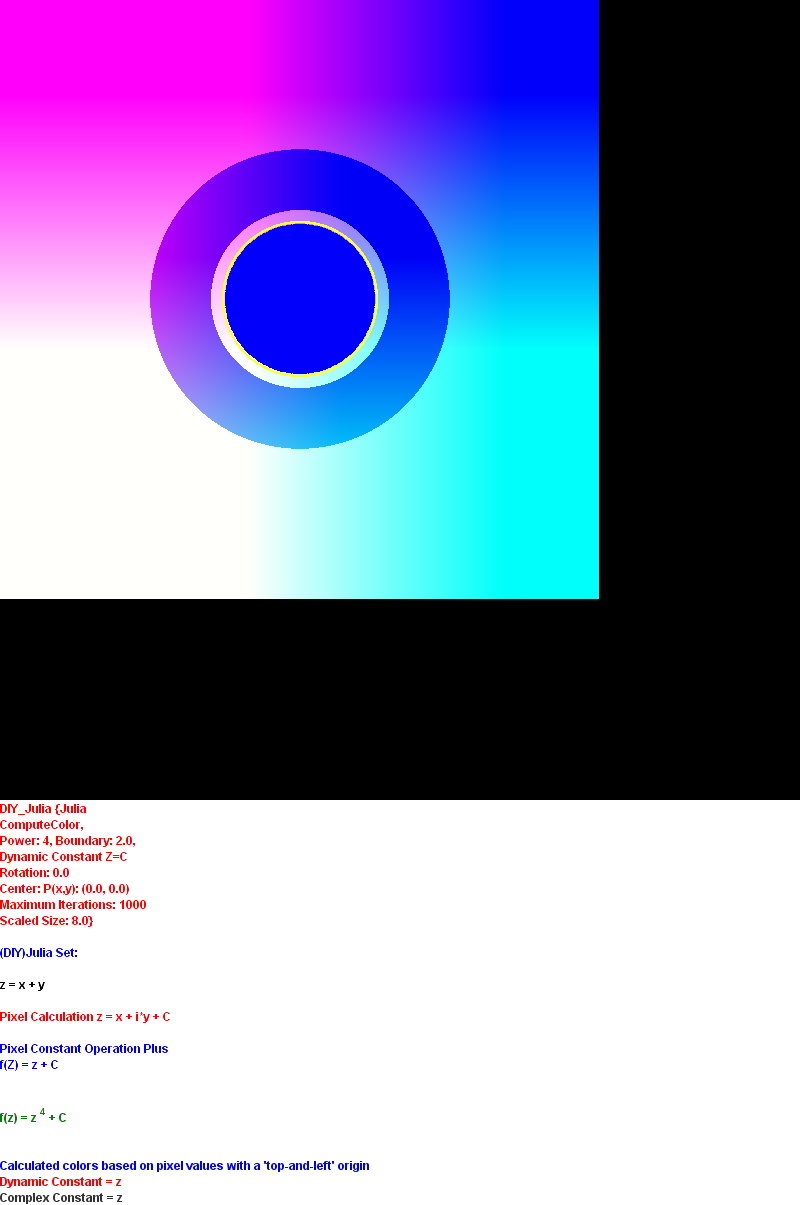 DIY_Julia {Julia
ComputeColor,
Power: 4, Boundary: 2.0,
Dynamic Constant Z=C
Rotation: 0.0
Center: P(x,y): (0.0, 0.0)
Maximum Iterations: 1000
Scaled Size: 8.0}
(DIY)Julia Set:
z = x + y
Pixel Calculation z = x + i*y + C
Pixel Constant Operation Plus
f(Z) = z + C
f(z) = z 4 + C
Calculated colors based on pixel values with a 'top-and-left' origin
Dynamic Constant = z
Complex Constant = z